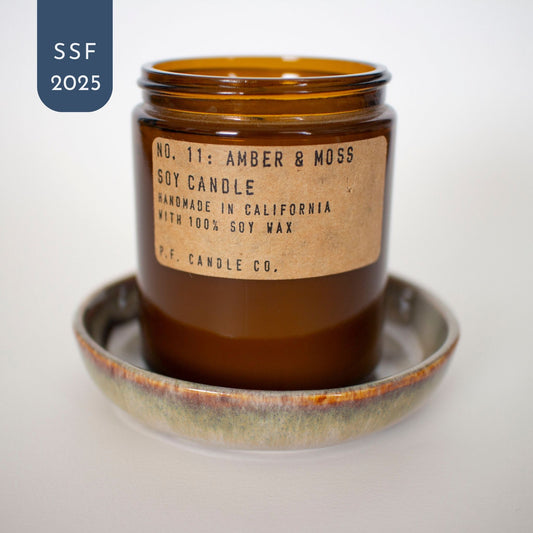 SSF
2025
NO. 11: AMBER & MOSS
SOY CANDLE
HANDMADE IN CALIFORNIA
WITH 100% SOY WAX
P.F. CANDLE CO.